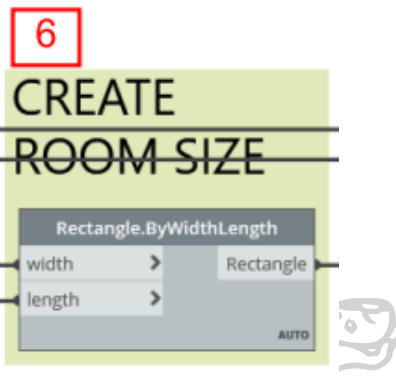 6
CREATE
ROOM SIZE
Rectangle.ByWidthLength
width > Rectangle
length >
AUTO